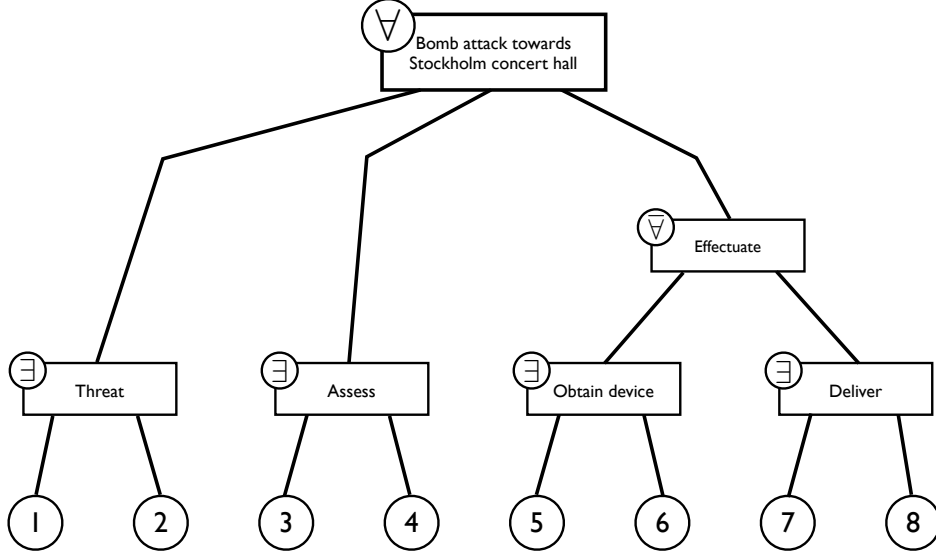 ∀
Bomb attack towards
Stockholm concert hall
∀̅
Effectuate
∃
Threat
∃
Assess
∃
Obtain device
∃
Deliver
1
2
3
4
5
6
7
8